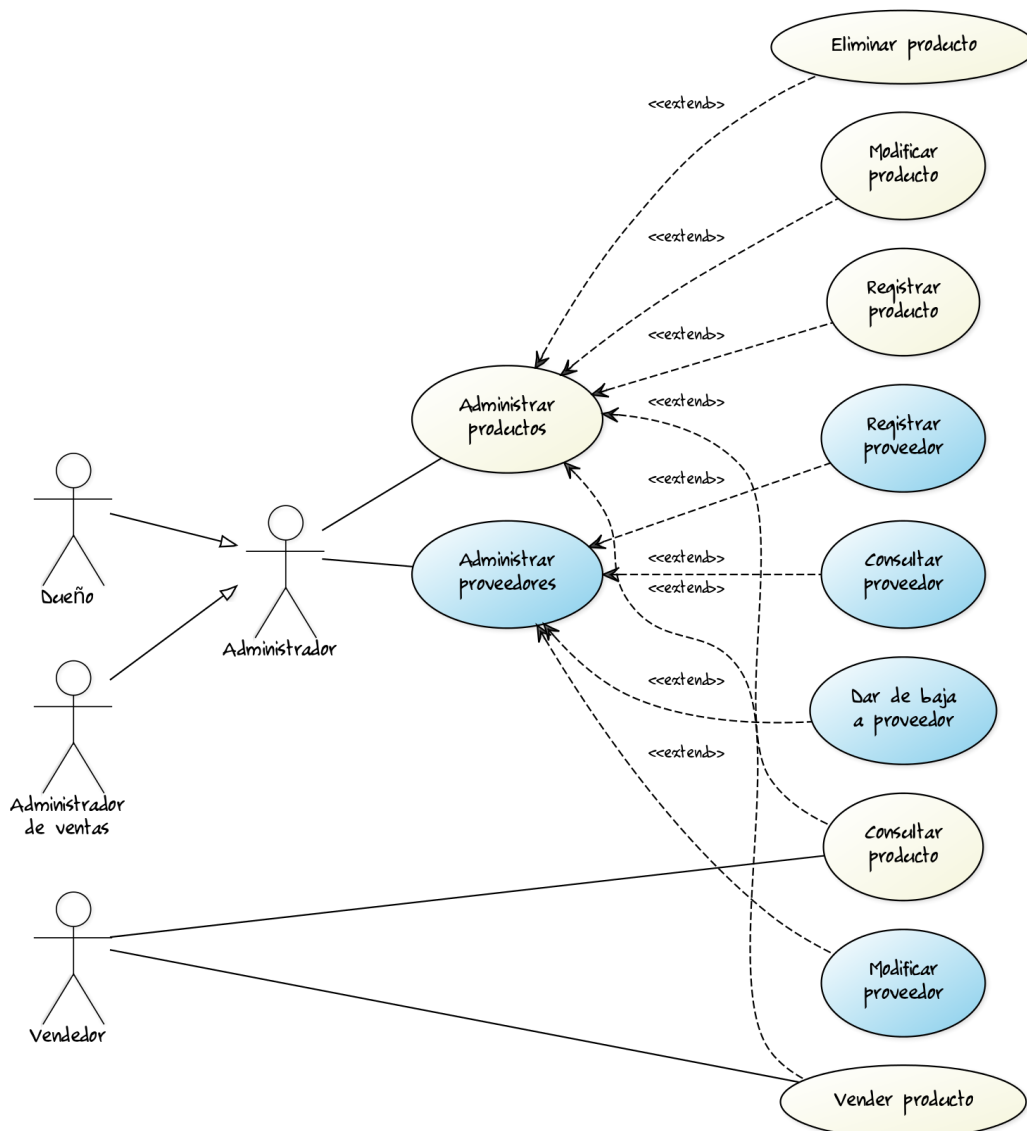 Eliminar producto
<<extend>>
Modificar
producto
<<extend>>
Registrar
producto
<<extend>>
Administrar
productos
<<extend>>
Registrar
proveedor
<<extend>>
Administrar
proveedores
<<extend>>
<<extend>>
Consultar
proveedor
Dueño
Administrador
<<extend>>
Dar de baja
a proveedor
<<extend>>
Administrador
de ventas
Consultar
producto
Modificar
proveedor
Vendedor
Vender producto